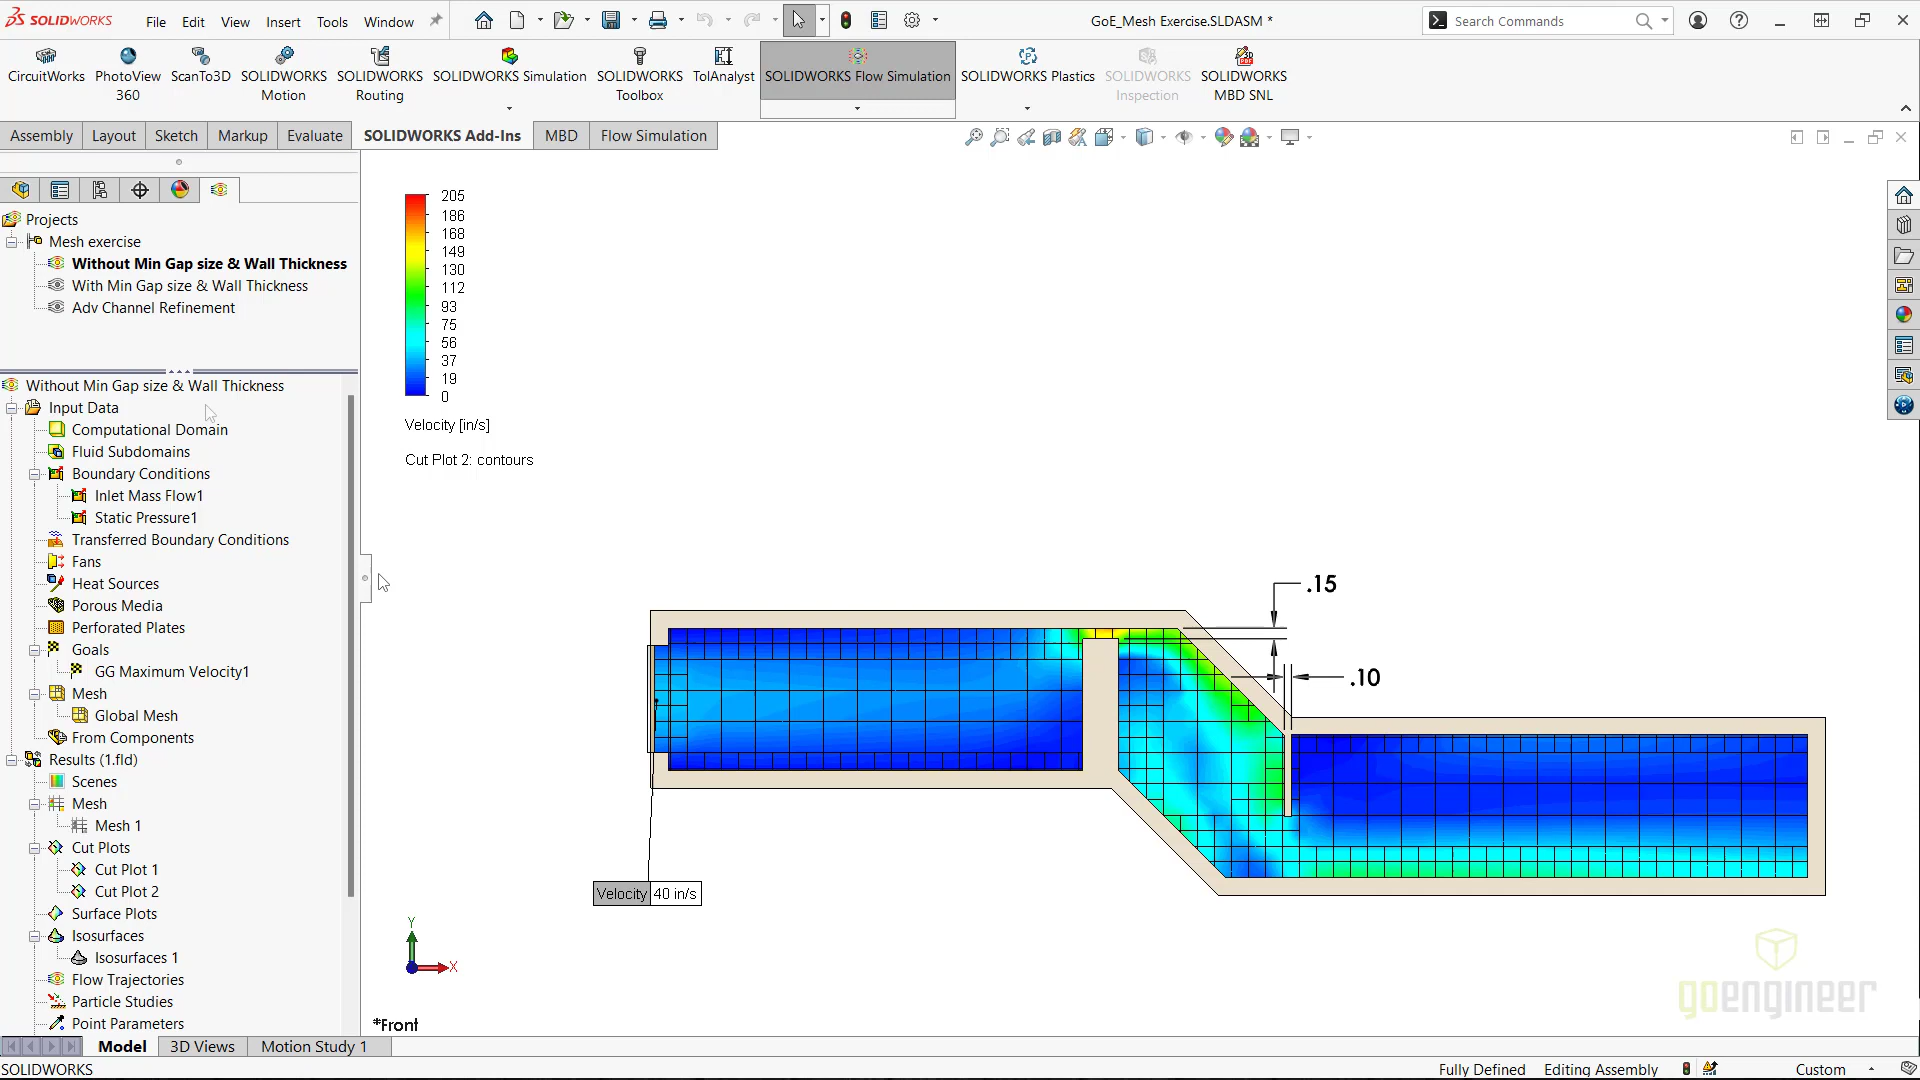 SOLIDWORKS File Edit View Insert Tools Window GoE_Mesh Exercise.SLDASM * Search Commands
CircuitWorks
PhotoView 360
ScanTo3D
SOLIDWORKS Motion
SOLIDWORKS Routing
SOLIDWORKS Simulation
SOLIDWORKS Toolbox
TolAnalyst
SOLIDWORKS Flow Simulation
SOLIDWORKS Plastics
SOLIDWORKS Inspection
SOLIDWORKS MBD SNL
Assembly Layout Sketch Markup Evaluate SOLIDWORKS Add-Ins MBD Flow Simulation
Projects
Mesh exercise
Without Min Gap size & Wall Thickness
With Min Gap size & Wall Thickness
Adv Channel Refinement
Without Min Gap size & Wall Thickness
Input Data
Computational Domain
Fluid Subdomains
Boundary Conditions
Inlet Mass Flow1
Static Pressure1
Transferred Boundary Conditions
Fans
Heat Sources
Porous Media
Perforated Plates
Goals
GG Maximum Velocity1
Mesh
Global Mesh
From Components
Results (1.fld)
Scenes
Mesh
Mesh 1
Cut Plots
Cut Plot 1
Cut Plot 2
Surface Plots
Isosurfaces
Isosurfaces 1
Flow Trajectories
Particle Studies
Point Parameters
205
186
168
149
130
112
93
75
56
37
19
0
Velocity [in/s]
Cut Plot 2: contours
.15
.10
Velocity 40 in/s
Y
X
*Front
goengineer
Model 3D Views Motion Study 1
SOLIDWORKS Fully Defined Editing Assembly Custom